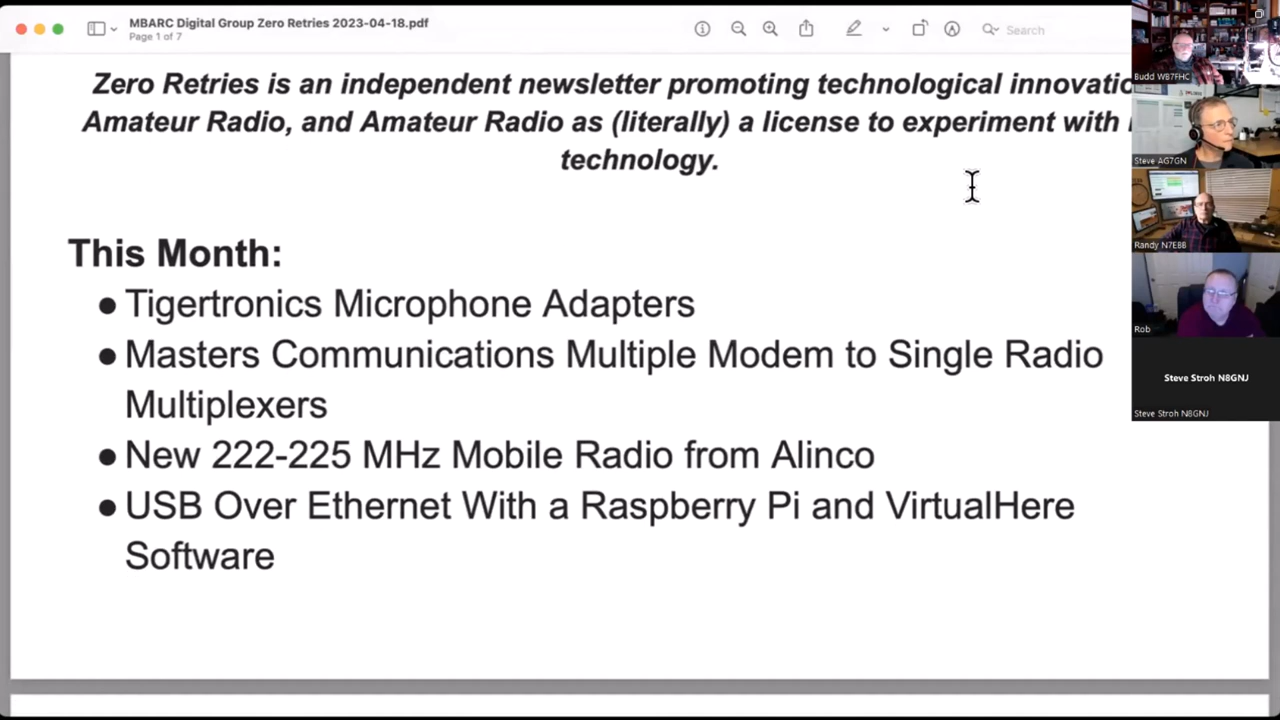 MBARC Digital Group Zero Retries 2023-04-18.pdf
Page 1 of 7
Search
Zero Retries is an independent newsletter promoting technological innovatio
Amateur Radio, and Amateur Radio as (literally) a license to experiment with
technology.
This Month:
● Tigertronics Microphone Adapters
● Masters Communications Multiple Modem to Single Radio
Multiplexers
● New 222-225 MHz Mobile Radio from Alinco
● USB Over Ethernet With a Raspberry Pi and VirtualHere
Software
Budd WB7FHC
Steve AG7GN
Randy N7EBB
Rob
Steve Stroh N8GNJ
Steve Stroh N8GNJ